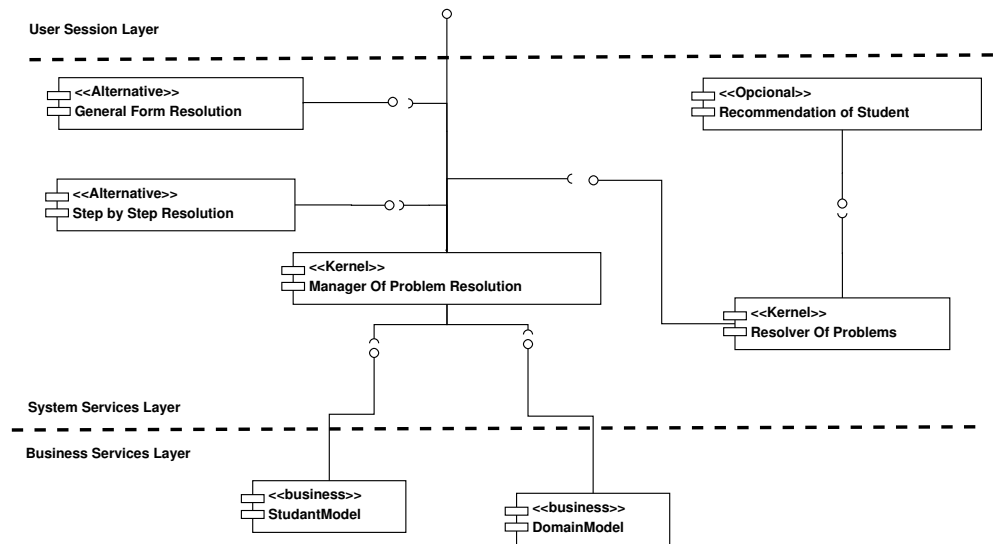 User Session Layer
<<Alternative>>
General Form Resolution
<<Opcional>>
Recommendation of Student
<<Alternative>>
Step by Step Resolution
<<Kernel>>
Manager Of Problem Resolution
<<Kernel>>
Resolver Of Problems
System Services Layer
Business Services Layer
<<business>>
StudantModel
<<business>>
DomainModel